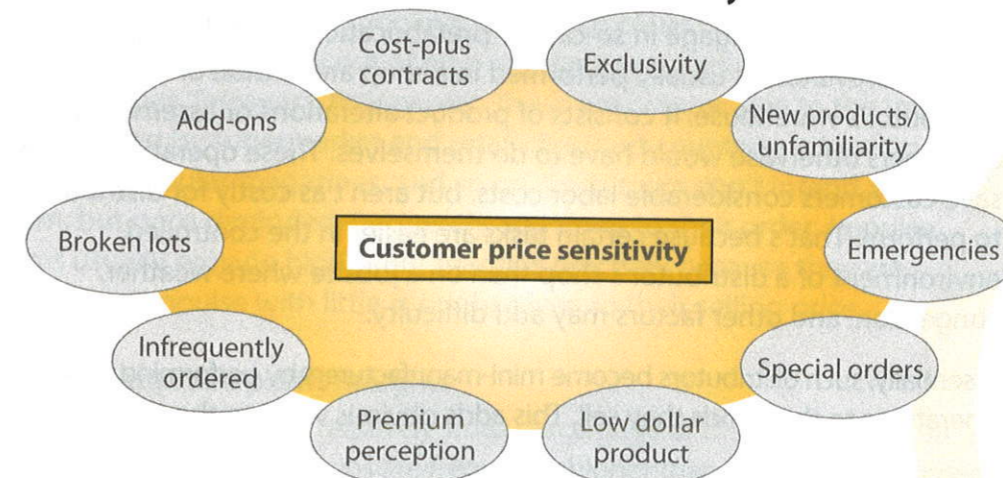 Cost-plus
contracts
Exclusivity
Add-ons
New products/
unfamiliarity
Broken lots
Customer price sensitivity
Emergencies
Infrequently
ordered
Special orders
Premium
perception
Low dollar
product